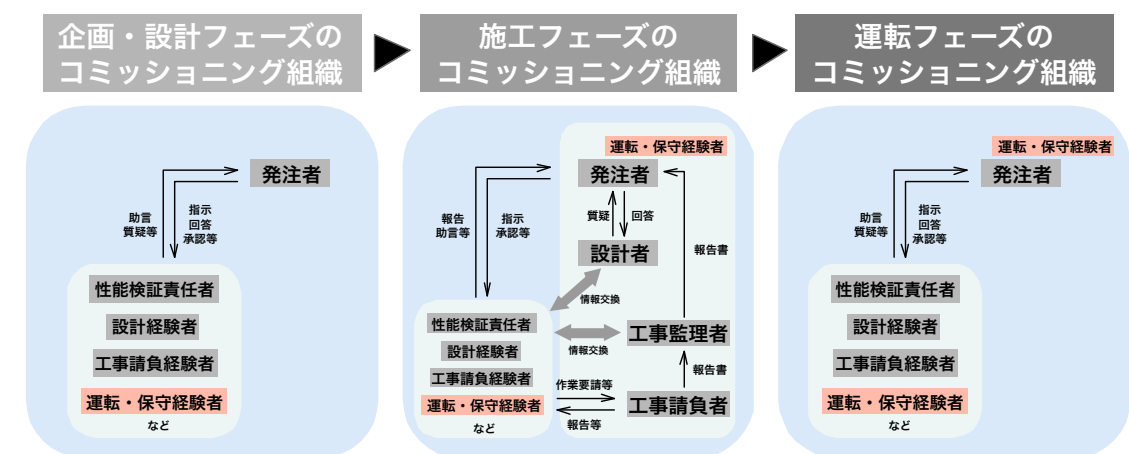 企画・設計フェーズの
コミッショニング組織
発注者
助言
質疑等
指示
回答
承認等
性能検証責任者
設計経験者
工事請負経験者
運転・保守経験者
など
施工フェーズの
コミッショニング組織
運転・保守経験者
発注者
報告
助言等
指示
承認等
質疑
回答
設計者
報告書
情報交換
性能検証責任者
設計経験者
工事請負経験者
運転・保守経験者
など
情報交換
工事監理者
報告書
作業要請等
工事請負者
報告等
運転フェーズの
コミッショニング組織
運転・保守経験者
発注者
助言
質疑等
指示
回答
承認等
性能検証責任者
設計経験者
工事請負経験者
運転・保守経験者
など